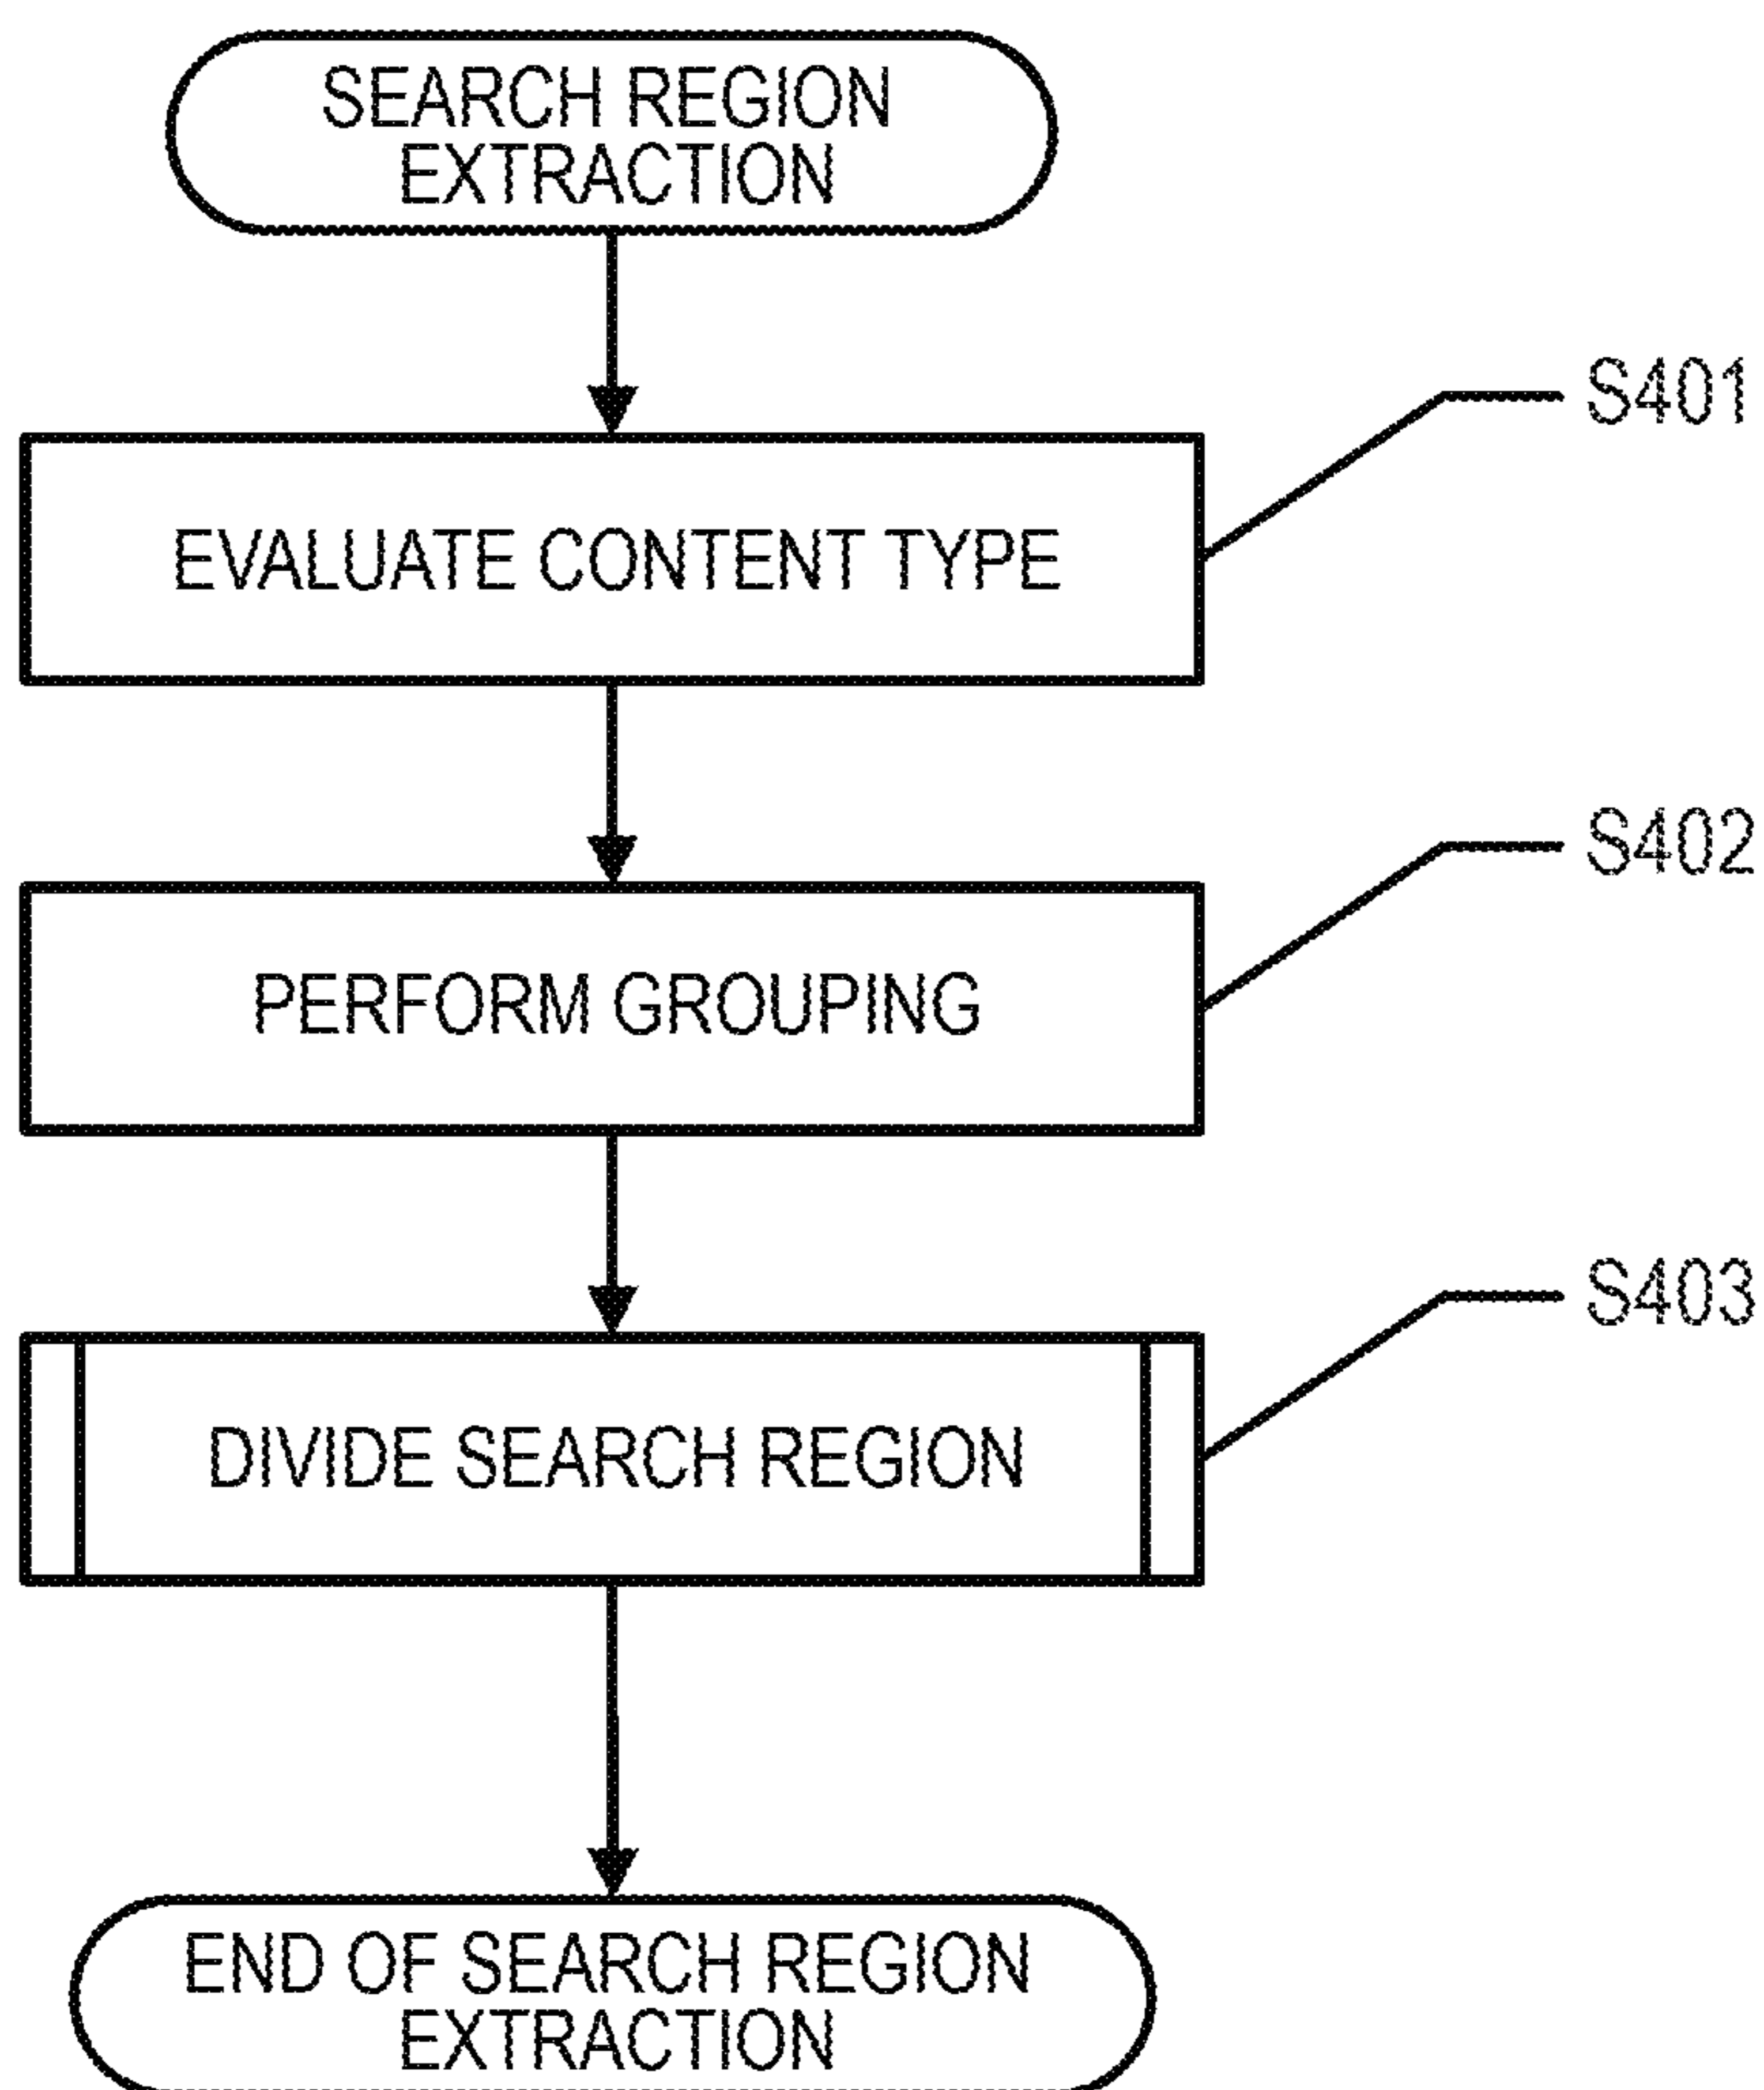 SEARCH REGION
EXTRACTION
S401
EVALUATE CONTENT TYPE
S402
PERFORM GROUPING
S403
DIVIDE SEARCH REGION
END OF SEARCH REGION
EXTRACTION